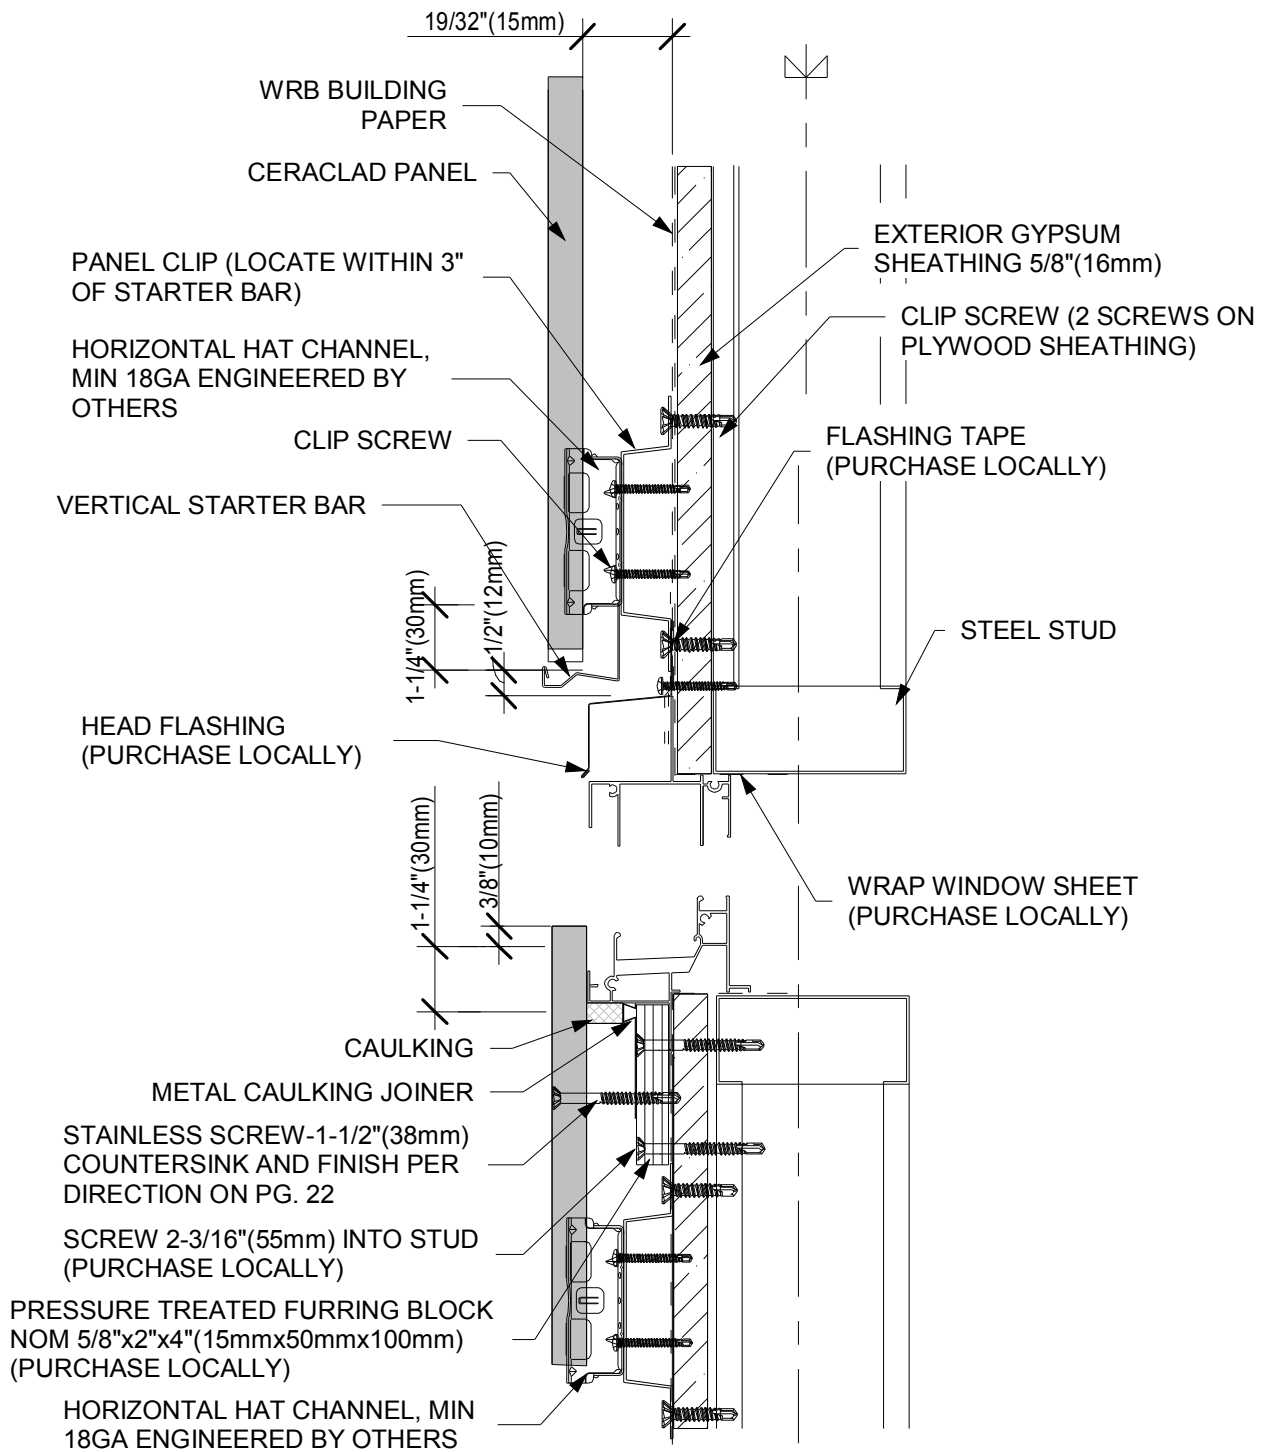 19/32"(15mm)
WRB BUILDING
PAPER
CERACLAD PANEL
PANEL CLIP (LOCATE WITHIN 3"
OF STARTER BAR)
HORIZONTAL HAT CHANNEL,
MIN 18GA ENGINEERED BY
OTHERS
CLIP SCREW
VERTICAL STARTER BAR
1-1/4"(30mm)
1/2"(12mm)
HEAD FLASHING
(PURCHASE LOCALLY)
EXTERIOR GYPSUM
SHEATHING 5/8"(16mm)
CLIP SCREW (2 SCREWS ON
PLYWOOD SHEATHING)
FLASHING TAPE
(PURCHASE LOCALLY)
STEEL STUD
WRAP WINDOW SHEET
(PURCHASE LOCALLY)
1-1/4"(30mm)
3/8"(10mm)
CAULKING
METAL CAULKING JOINER
STAINLESS SCREW-1-1/2"(38mm)
COUNTERSINK AND FINISH PER
DIRECTION ON PG. 22
SCREW 2-3/16"(55mm) INTO STUD
(PURCHASE LOCALLY)
PRESSURE TREATED FURRING BLOCK
NOM 5/8"x2"x4"(15mmx50mmx100mm)
(PURCHASE LOCALLY)
HORIZONTAL HAT CHANNEL, MIN
18GA ENGINEERED BY OTHERS